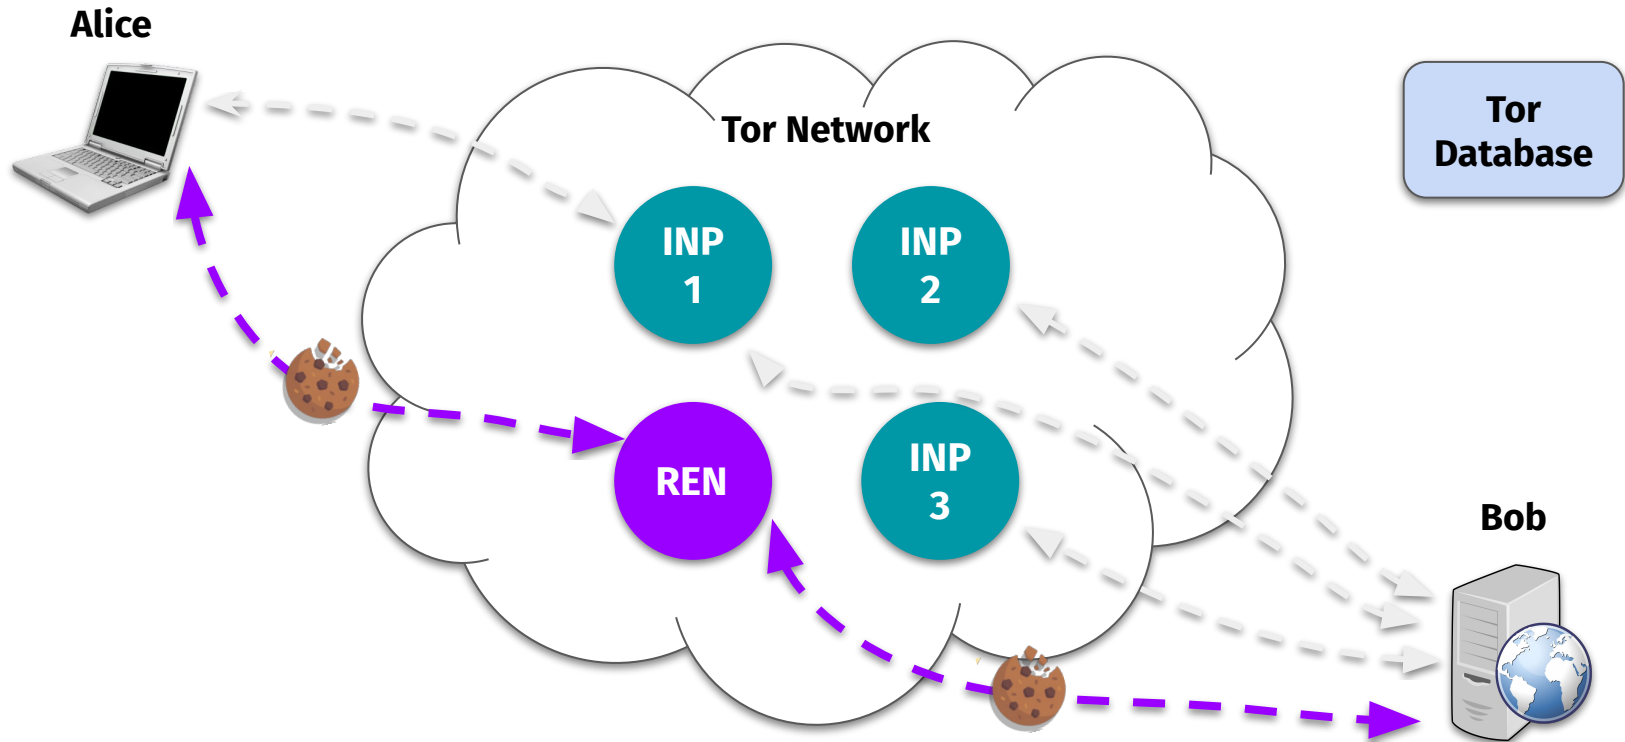 Alice
Tor Network
Tor
Database
INP
1
INP
2
REN
INP
3
Bob